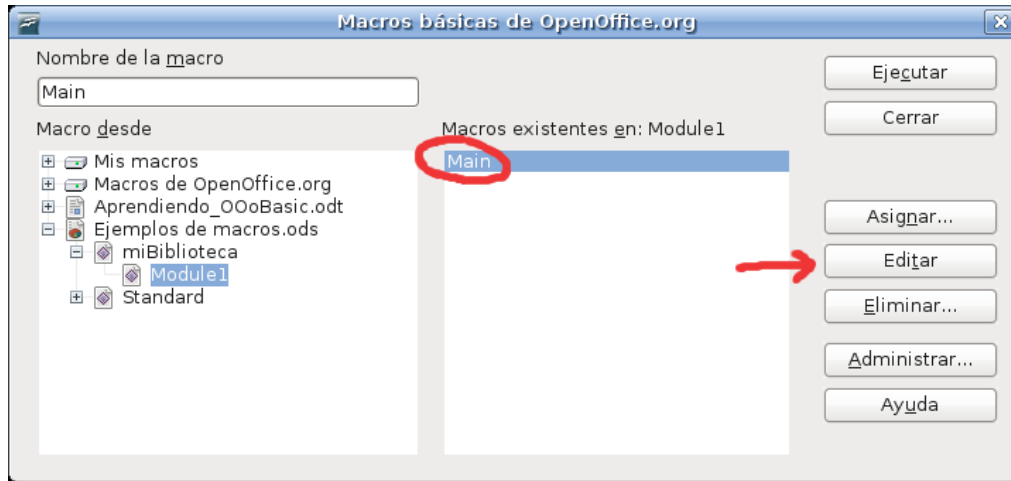 Macros básicas de OpenOffice.org
Nombre de la macro
Main
Macro desde
Mis macros
Macros de OpenOffice.org
Aprendiendo_OOoBasic.odt
Ejemplos de macros.ods
miBiblioteca
Module1
Standard
Macros existentes en: Module1
Main
Ejecutar
Cerrar
Asignar...
Editar
Eliminar...
Administrar...
Ayuda